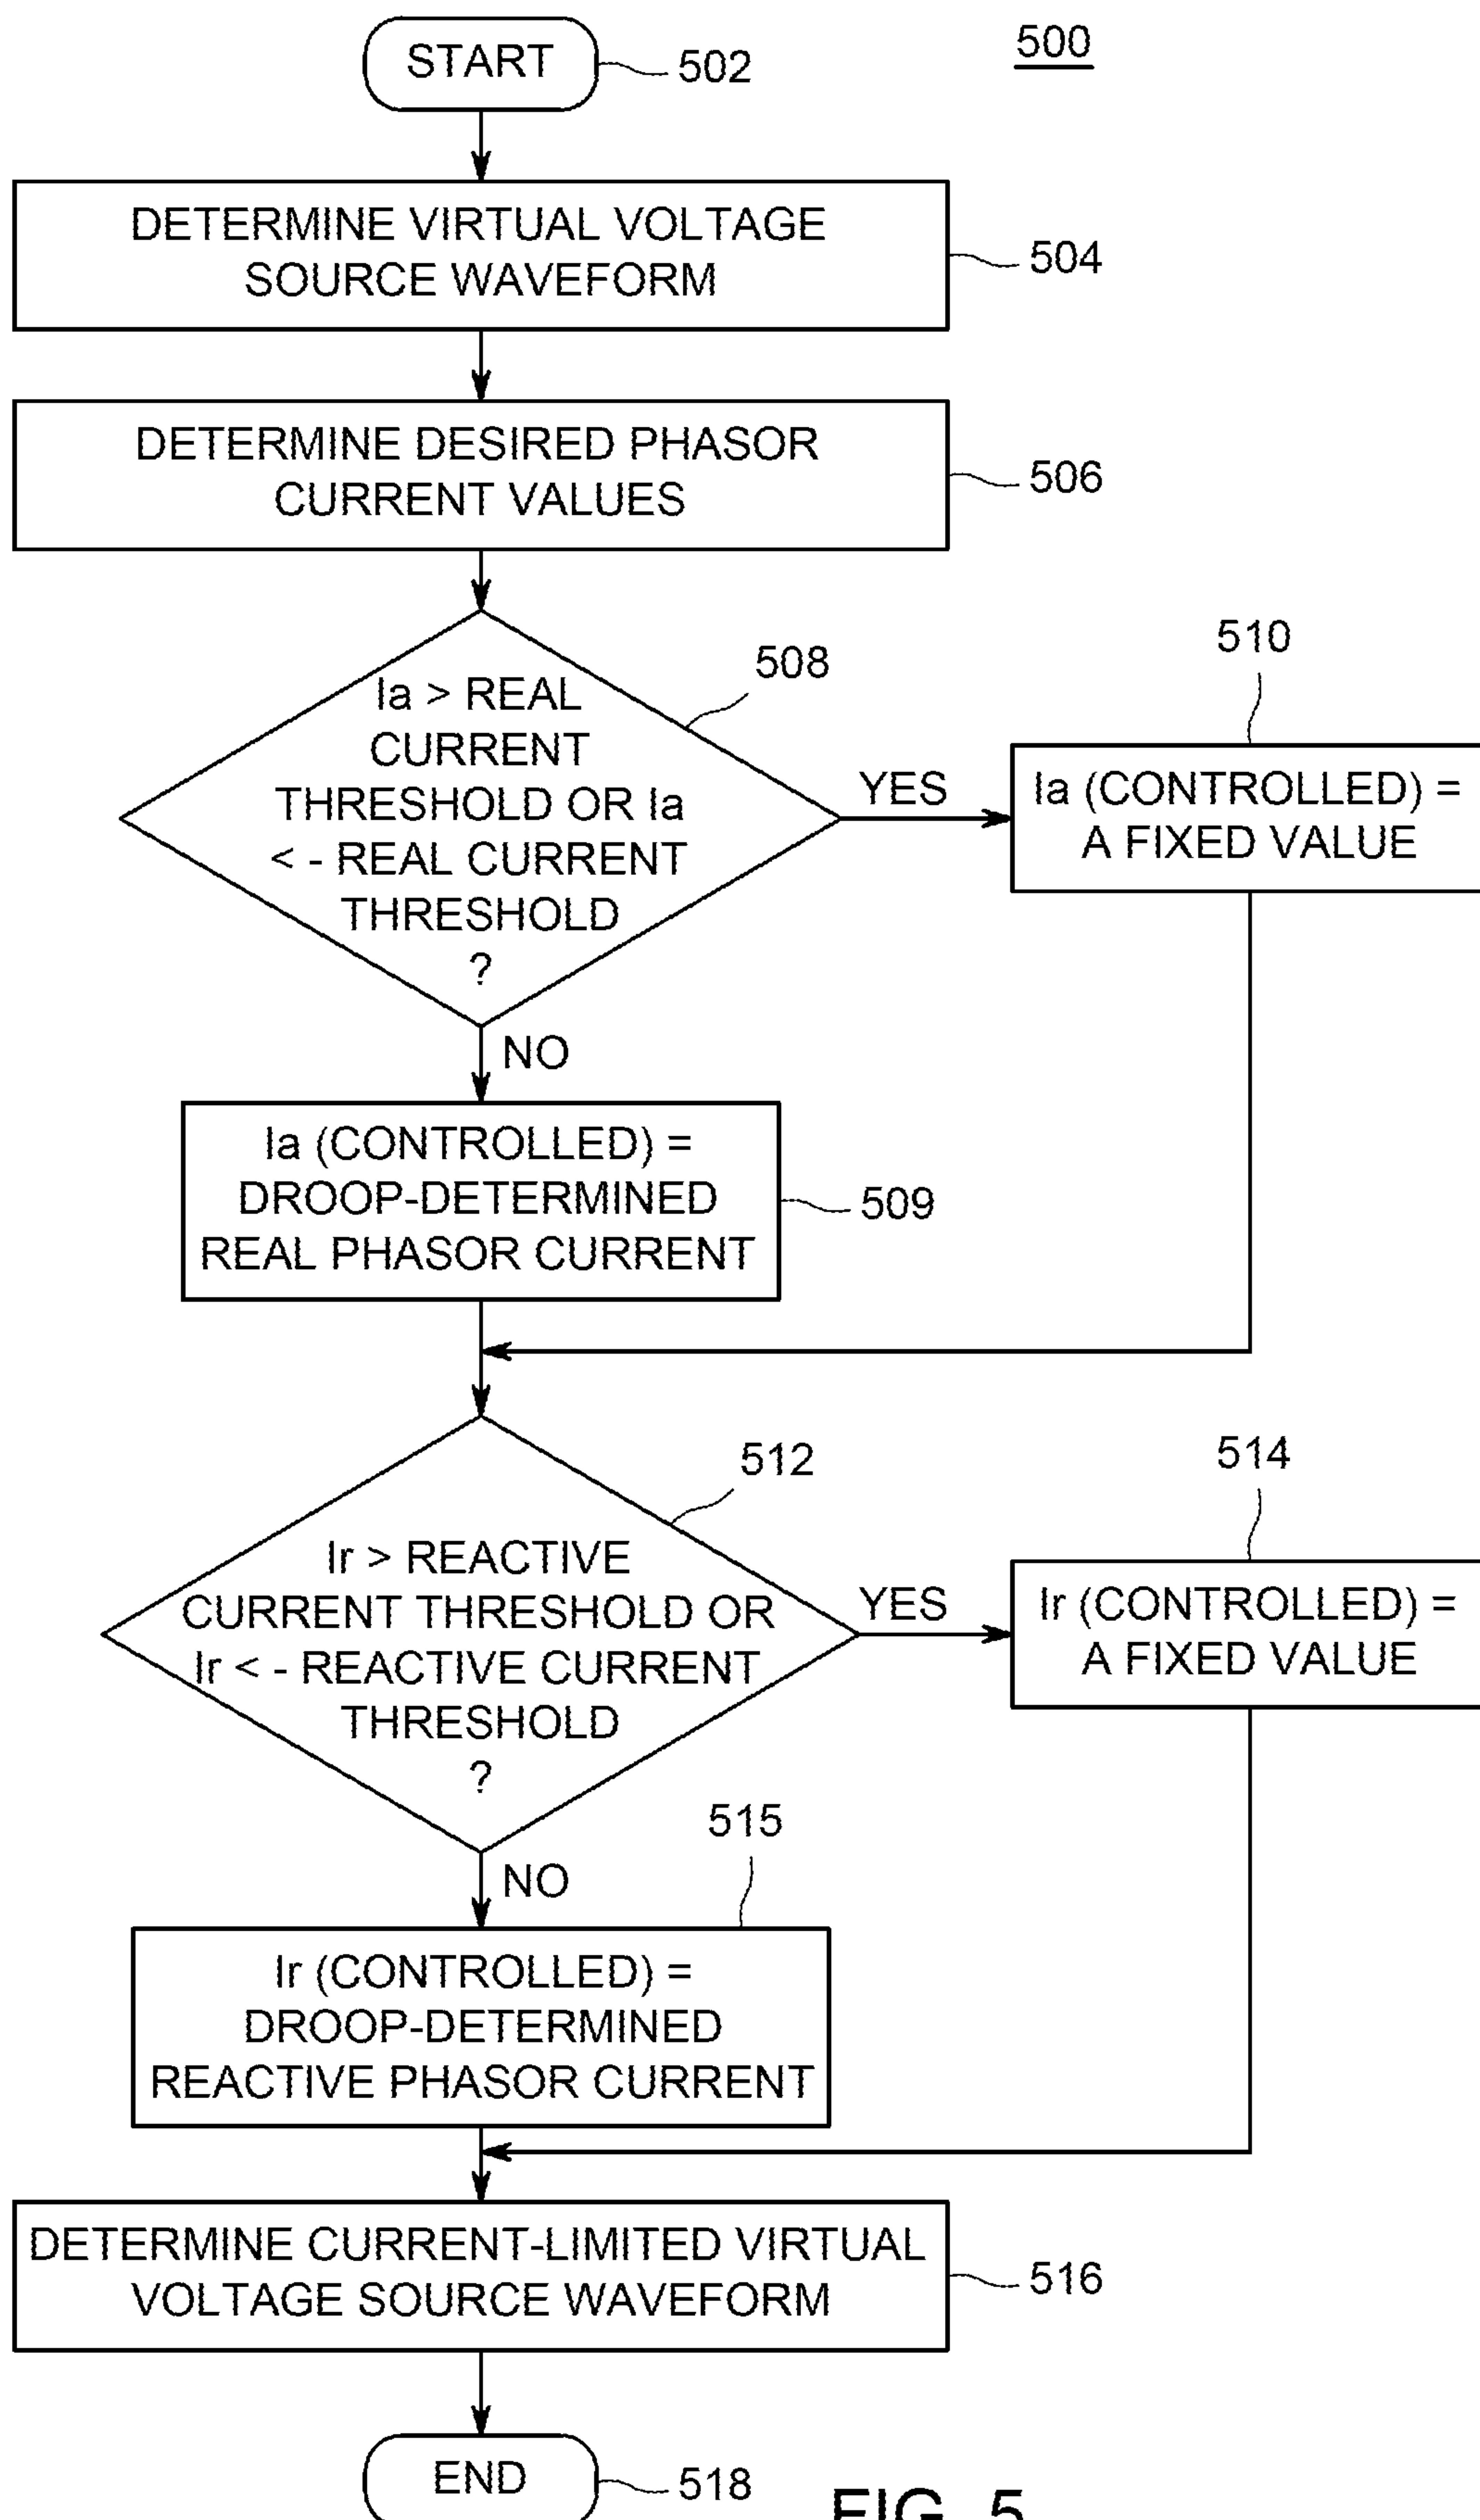 START
502
500
DETERMINE VIRTUAL VOLTAGE
SOURCE WAVEFORM
504
DETERMINE DESIRED PHASOR
CURRENT VALUES
506
Ia > REAL
CURRENT
THRESHOLD OR Ia
< - REAL CURRENT
THRESHOLD
?
508
YES
510
Ia (CONTROLLED) =
A FIXED VALUE
NO
Ia (CONTROLLED) =
DROOP-DETERMINED
REAL PHASOR CURRENT
509
Ir > REACTIVE
CURRENT THRESHOLD OR
Ir < - REACTIVE CURRENT
THRESHOLD
?
512
YES
514
Ir (CONTROLLED) =
A FIXED VALUE
NO
515
Ir (CONTROLLED) =
DROOP-DETERMINED
REACTIVE PHASOR CURRENT
DETERMINE CURRENT-LIMITED VIRTUAL
VOLTAGE SOURCE WAVEFORM
516
END
518
FIG. 5